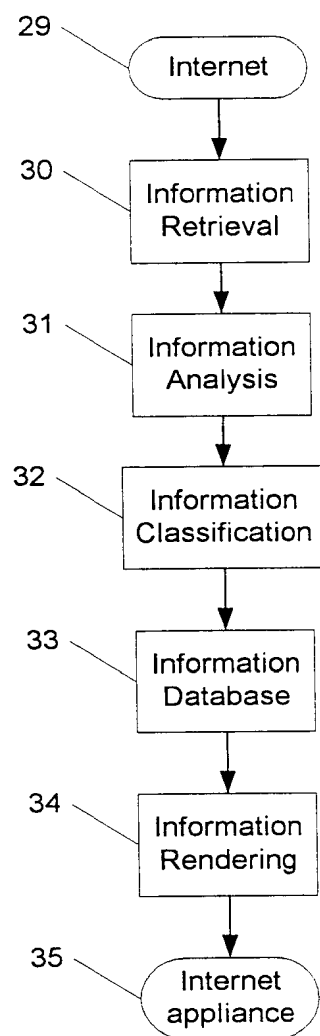 29
Internet
30
Information
Retrieval
31
Information
Analysis
32
Information
Classification
33
Information
Database
34
Information
Rendering
35
Internet
appliance